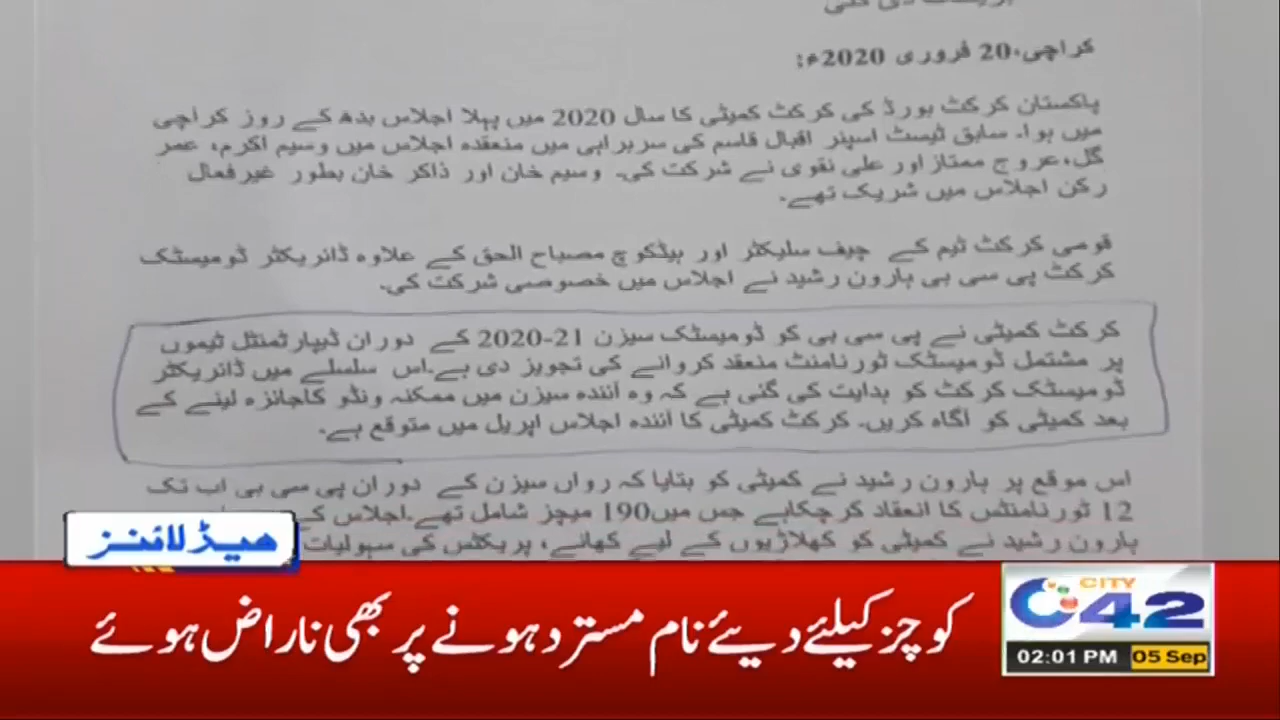 کراچی، 20 فروری 2020ء:
پاکستان کرکٹ بورڈ کی کرکٹ کمیٹی کا سال 2020 میں پہلا اجلاس بدھ کے روز کراچی
میں ہوا۔ سابق ٹیسٹ اسپنر اقبال قاسم کی سربراہی میں منعقدہ اجلاس میں وسیم اکرم، عمر
گل، عروج ممتاز اور علی نقوی نے شرکت کی۔ وسیم خان اور ذاکر خان بطور غیرفعال
رکن اجلاس میں شریک تھے۔
قومی کرکٹ ٹیم کے چیف سلیکٹر اور ہیڈکوچ مصباح الحق کے علاوہ ڈائریکٹر ڈومیسٹک
کرکٹ پی سی بی ہارون رشید نے اجلاس میں خصوصی شرکت کی۔
کرکٹ کمیٹی نے پی سی بی کو ڈومیسٹک سیزن 21-2020 کے دوران ڈیپارٹمنٹل ٹیموں
پر مشتمل ڈومیسٹک ٹورنامنٹ منعقد کروانے کی تجویز دی ہے۔اس سلسلے میں ڈائریکٹر
ڈومیسٹک کرکٹ کو ہدایت کی گئی ہے کہ وہ آئندہ سیزن میں ممکنہ ونڈو کاجائزہ لینے کے
بعد کمیٹی کو آگاہ کریں۔ کرکٹ کمیٹی کا آئندہ اجلاس اپریل میں متوقع ہے۔
اس موقع پر ہارون رشید نے کمیٹی کو بتایا کہ رواں سیزن کے دوران پی سی بی اب تک
12 ٹورنامنٹس کا انعقاد کرچکاہے جس میں190 میچز شامل تھے۔اجلاس کے
ہارون رشید نے کمیٹی کو کھلاڑیوں کے لیے کھانے، پریکٹس کی سہولیات
ھیڈلائنز
کوچز کیلئے دیئے نام مسترد ہونے پر بھی ناراض ہوئے
CITY
42
02:01 PM 05 Sep